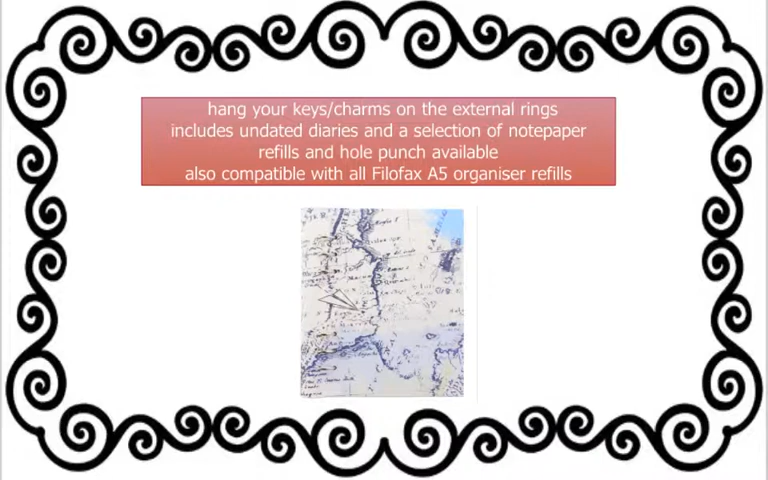 hang your keys/charms on the external rings
includes undated diaries and a selection of notepaper
refills and hole punch available
also compatible with all Filofax A5 organiser refills